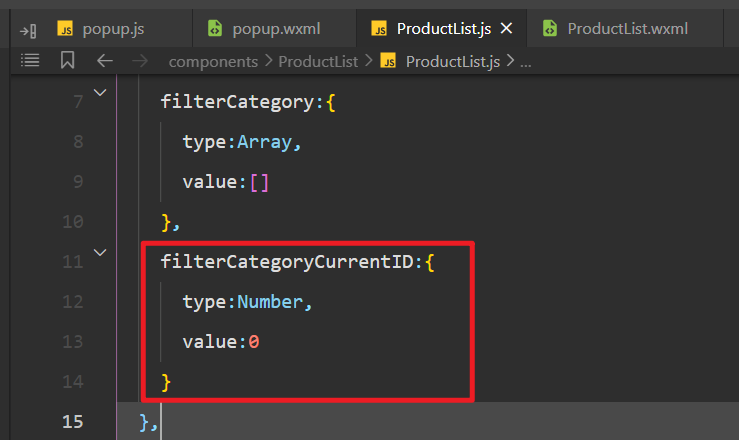 JS popup.js popup.wxml JS ProductList.js × ProductList.wxml
components > ProductList > JS ProductList.js > ...
7 filterCategory:{
8 type:Array,
9 value:[]
10 },
11 filterCategoryCurrentID:{
12 type:Number,
13 value:0
14 }
15 },